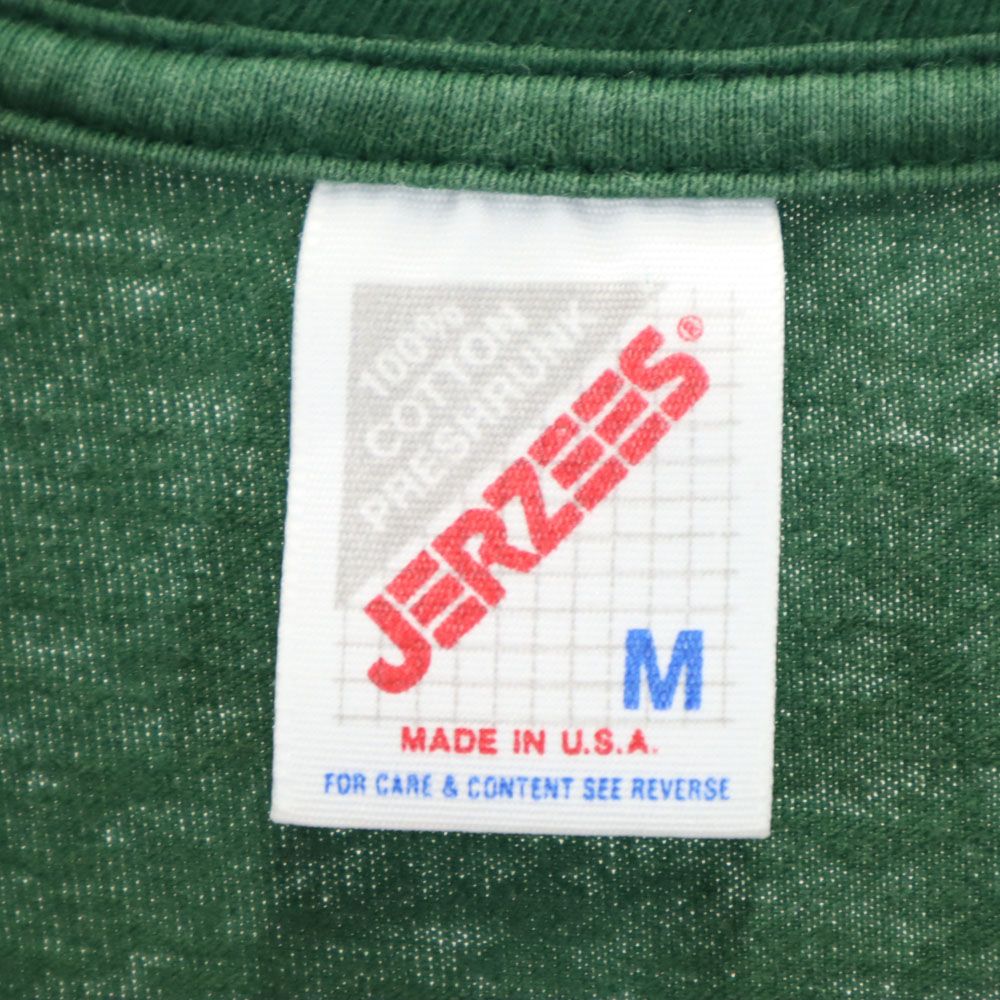 100%
COTTON
PRESHRUNK
JERZEES®
M
MADE IN U.S.A.
FOR CARE & CONTENT SEE REVERSE